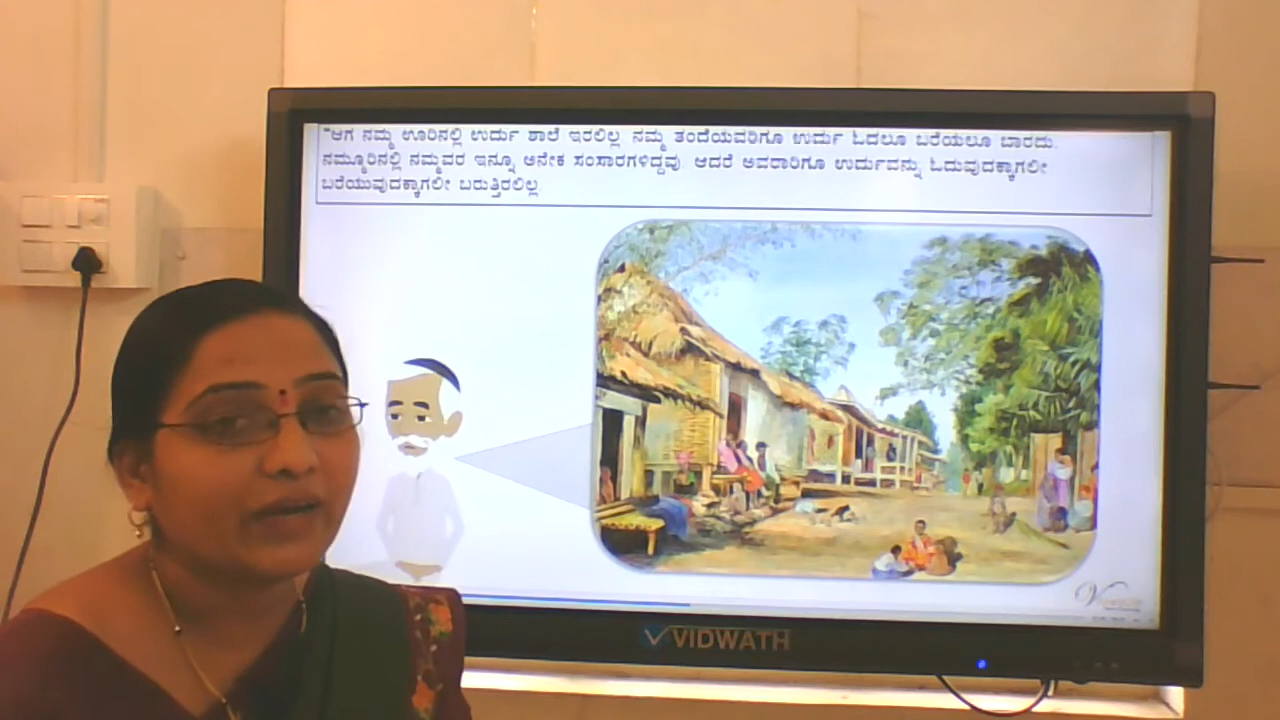 "ಆಗ ನಮ್ಮ ಊರಿನಲ್ಲಿ ಉರ್ದು ಶಾಲೆ ಇರಲಿಲ್ಲ ನಮ್ಮ ತಂದೆಯವರಿಗೂ ಉರ್ದು ಓದಲೂ ಬರೆಯಲೂ ಬಾರದು.
ನಮ್ಮೂರಿನಲ್ಲಿ ನಮ್ಮವರ ಇನ್ನೂ ಅನೇಕ ಸಂಸಾರಗಳಿದ್ದವು ಆದರೆ ಅವರಾರಿಗೂ ಉರ್ದುವನ್ನು ಓದುವುದಕ್ಕಾಗಲೀ
ಬರೆಯುವುದಕ್ಕಾಗಲೀ ಬರುತ್ತಿರಲಿಲ್ಲ
VIDWATH